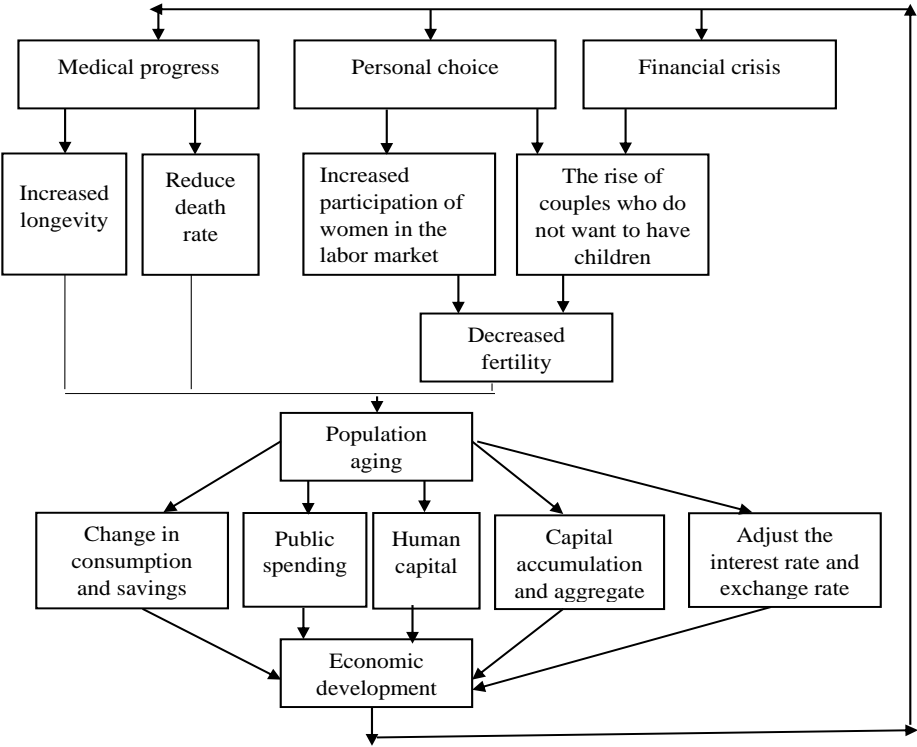 Medical progress
Personal choice
Financial crisis
Increased
longevity
Reduce
death
rate
Increased
participation of
women in the
labor market
The rise of
couples who do
not want to have
children
Decreased
fertility
Population
aging
Change in
consumption
and savings
Public
spending
Human
capital
Capital
accumulation
and aggregate
Adjust the
interest rate and
exchange rate
Economic
development